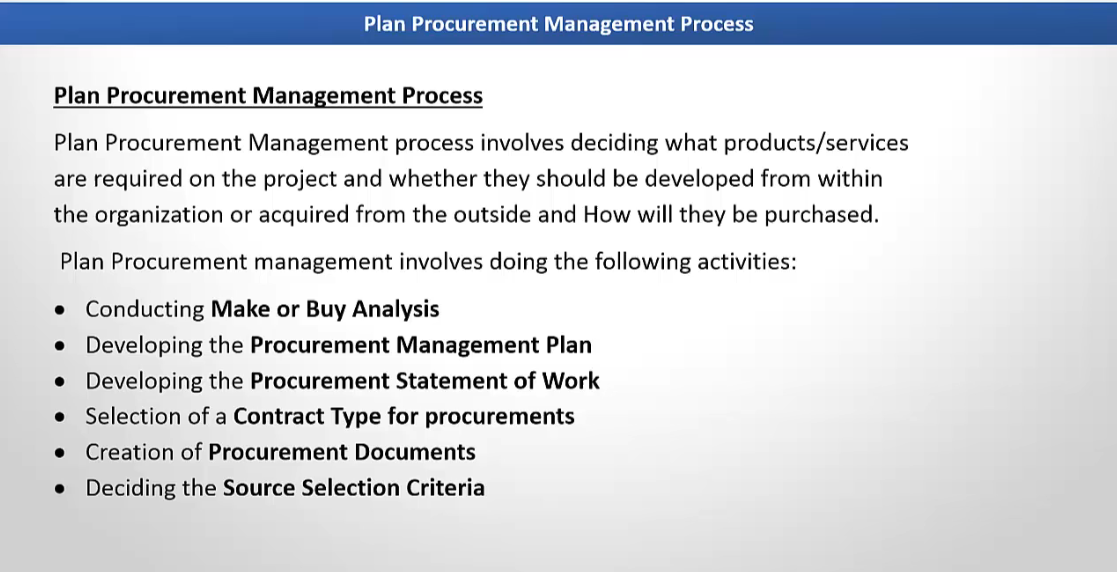 Plan Procurement Management Process
Plan Procurement Management Process
Plan Procurement Management process involves deciding what products/services
are required on the project and whether they should be developed from within
the organization or acquired from the outside and How will they be purchased.
Plan Procurement management involves doing the following activities:
• Conducting Make or Buy Analysis
• Developing the Procurement Management Plan
• Developing the Procurement Statement of Work
• Selection of a Contract Type for procurements
• Creation of Procurement Documents
• Deciding the Source Selection Criteria